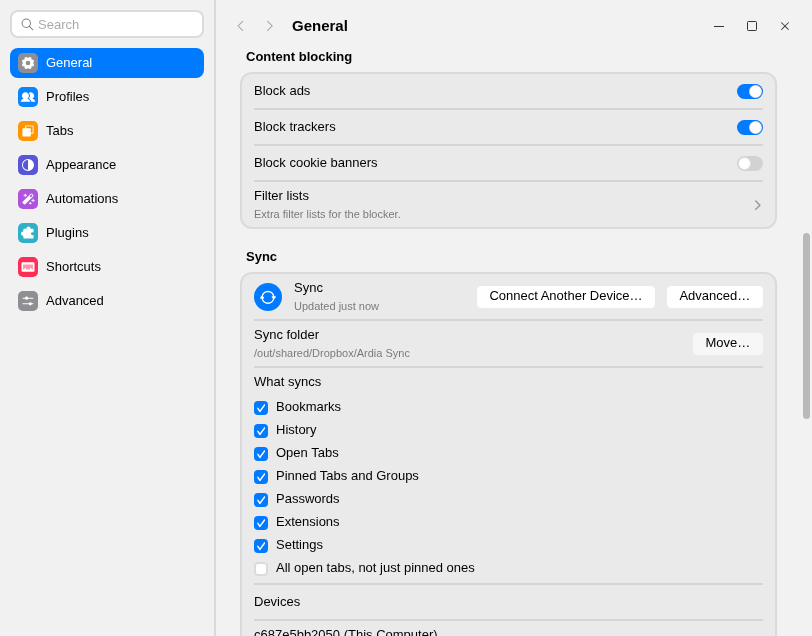 Search
General
Profiles
Tabs
Appearance
Automations
Plugins
Shortcuts
Advanced
General
Content blocking
Block ads
Block trackers
Block cookie banners
Filter lists
Extra filter lists for the blocker.
Sync
Sync
Updated just now
Connect Another Device…
Advanced…
Sync folder
/out/shared/Dropbox/Ardia Sync
Move…
What syncs
Bookmarks
History
Open Tabs
Pinned Tabs and Groups
Passwords
Extensions
Settings
All open tabs, not just pinned ones
Devices
c687e5bb2050 (This Computer)